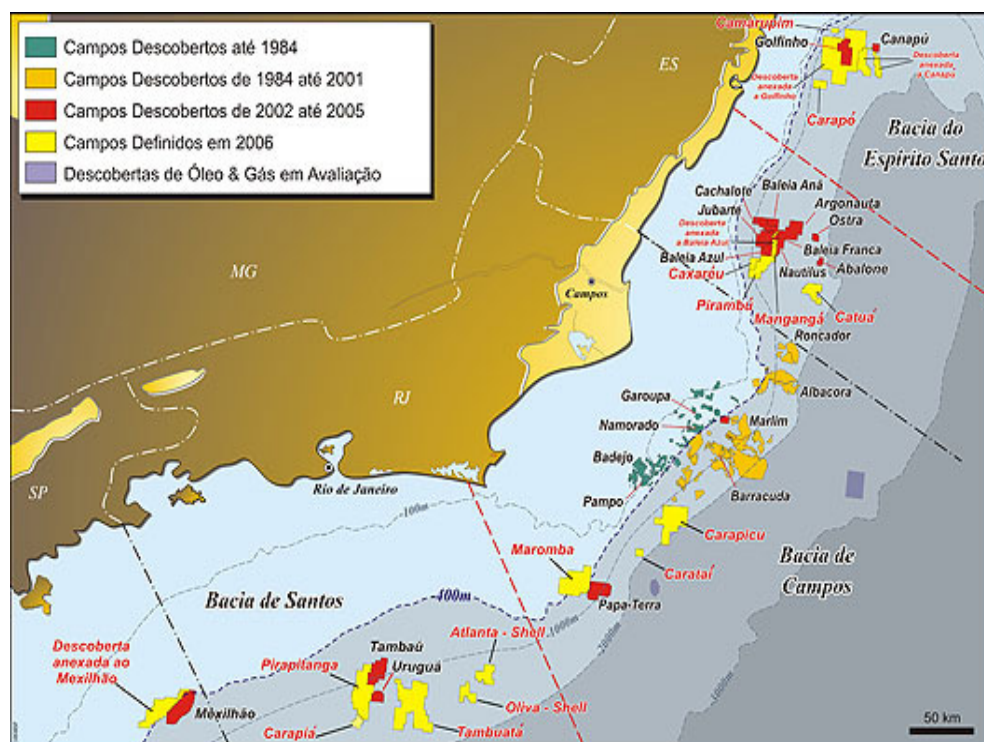 Campos Descobertos até 1984
Campos Descobertos de 1984 até 2001
Campos Descobertos de 2002 até 2005
Campos Definidos em 2006
Descobertas de Óleo & Gás em Avaliação
Camarupim
Golfinho
Canapú
Descoberta
anexada
a Golfinho
Descoberta
anexada
a Canapú
Carapó
ES
Bacia do
Espírito Santo
Cachalote
Baleia Aná
Jubarte
Argonauta
Ostra
Descoberta
anexada
a Baleia Azul
Baleia Franca
Baleia Azul
Abalone
Caxaréu
Nautilus
Pirambú
Mangangá
Catuá
MG
Campos
Roncador
Albacora
Garoupa
Namorado
Marlim
RJ
Badejo
Pampo
Barracuda
SP
Rio de Janeiro
100m
Carapicu
Maromba
Carataí
Bacia de
Campos
Papa-Terra
Bacia de Santos
400m
1000m
2000m
Atlanta - Shell
Descoberta
anexada ao
Mexilhão
Tambaú
Uruguá
Pirapitanga
Oliva - Shell
Mexilhão
Carapiá
Tambuatá
50 km